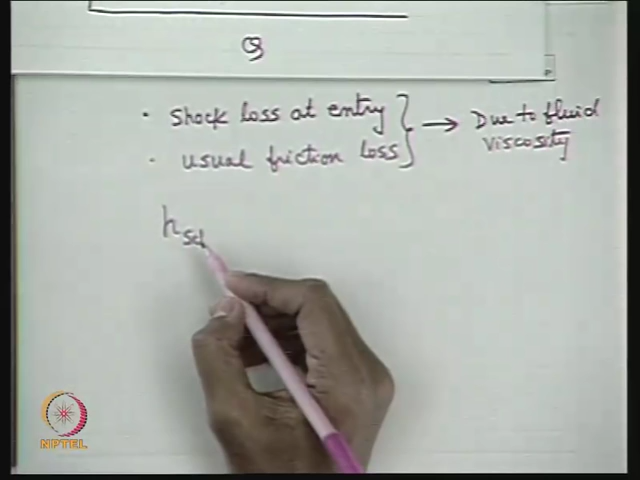 Q
• Shock loss at entry } → Due to fluid
• usual friction loss viscosity
h
NPTEL